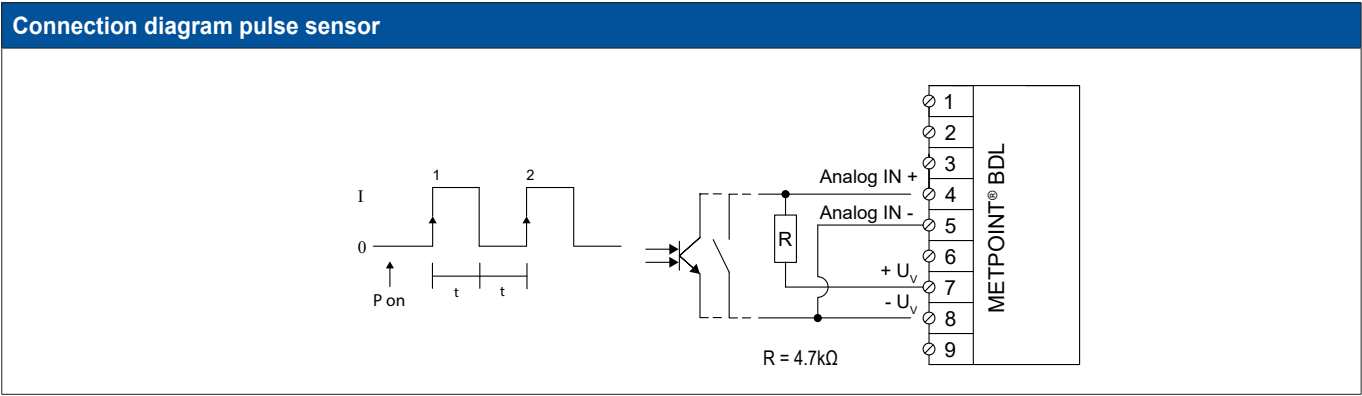 Connection diagram pulse sensor
1
2
3
4
5
6
7
8
9
METPOINT® BDL
Analog IN +
Analog IN -
+ Uᵥ
- Uᵥ
R
R = 4.7kΩ
I
0
1
2
t
t
P on